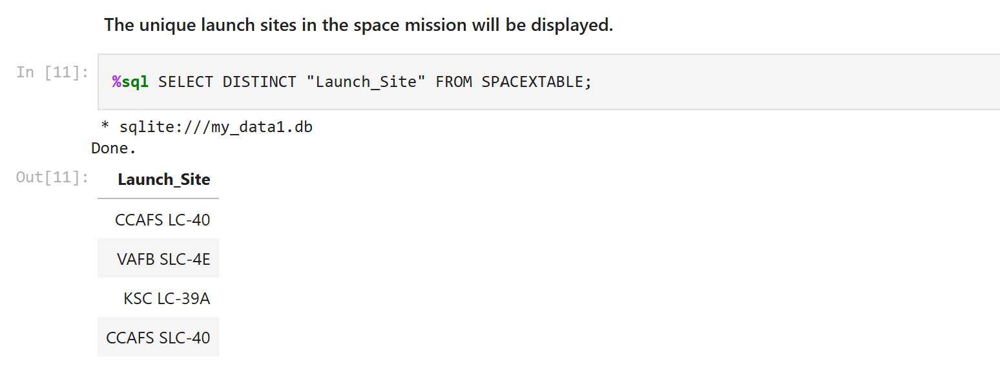 The unique launch sites in the space mission will be displayed.
In [11]:
%sql SELECT DISTINCT "Launch_Site" FROM SPACEXTABLE;
* sqlite:///my_data1.db
Done.
Out[11]:
Launch_Site
CCAFS LC-40
VAFB SLC-4E
KSC LC-39A
CCAFS SLC-40